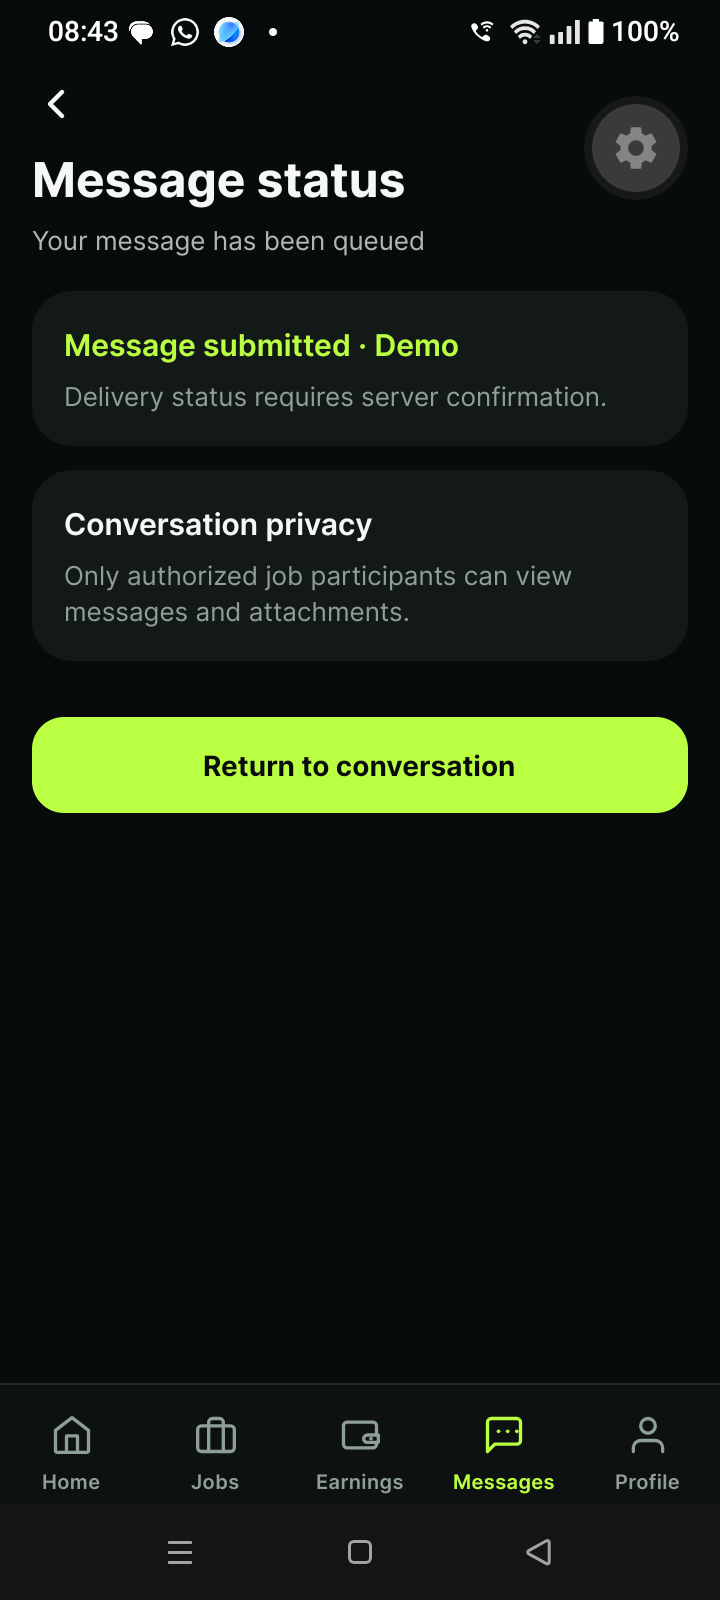 08:43
100%
Message status
Your message has been queued
Message submitted · Demo
Delivery status requires server confirmation.
Conversation privacy
Only authorized job participants can view
messages and attachments.
Return to conversation
Home
Jobs
Earnings
Messages
Profile